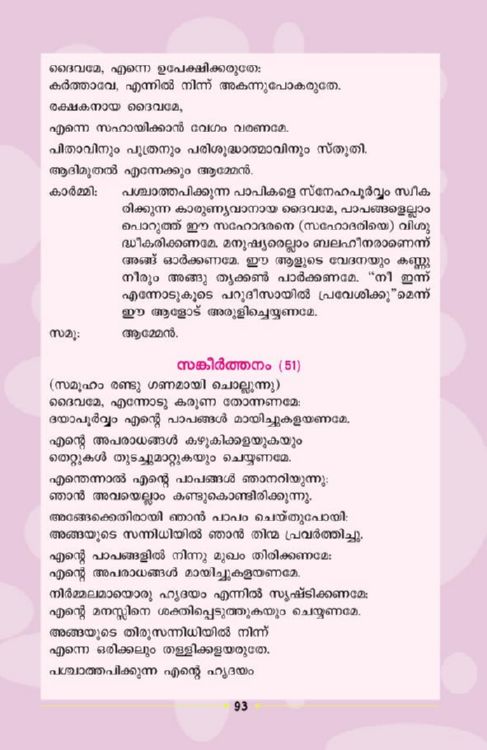 ദൈവമേ, എന്നെ ഉപേക്ഷിക്കരുതേ:
കർത്താവേ, എന്നിൽ നിന്ന് അകന്നുപോകരുതേ.
രക്ഷകനായ ദൈവമേ,
എന്നെ സഹായിക്കാൻ വേഗം വരണമേ.
പിതാവിനും പുത്രനും പരിശുദ്ധാത്മാവിനും സ്തുതി.
ആദിമുതൽ എന്നേക്കും ആമ്മേൻ.
കാർമ്മി: പശ്ചാത്തപിക്കുന്ന പാപികളെ സ്നേഹപൂർവ്വം സ്വീക
രിക്കുന്ന കാരുണ്യവാനായ ദൈവമേ, പാപങ്ങളെല്ലാം
പൊറുത്ത് ഈ സഹോദരനെ (സഹോദരിയെ) വിശു
ദ്ധീകരിക്കണമേ. മനുഷ്യരെല്ലാം ബലഹീനരാണെന്ന്
അങ്ങ് ഓർക്കണമേ. ഈ ആളുടെ വേദനയും കണ്ണു
നീരും അങ്ങു തൃക്കൺ പാർക്കണമേ. "നീ ഇന്ന്
എന്നോടുകൂടെ പറുദീസായിൽ പ്രവേശിക്കു"മെന്ന്
ഈ ആളോട് അരുളിച്ചെയ്യണമേ.
സമൂ: ആമ്മേൻ.
സങ്കീർത്തനം (51)
(സമൂഹം രണ്ടു ഗണമായി ചൊല്ലുന്നു)
ദൈവമേ, എന്നോടു കരുണ തോന്നണമേ:
ദയാപൂർവ്വം എന്റെ പാപങ്ങൾ മായിച്ചുകളയണമേ.
എന്റെ അപരാധങ്ങൾ കഴുകിക്കളയുകയും
തെറ്റുകൾ തുടച്ചുമാറ്റുകയും ചെയ്യണമേ.
എന്തെന്നാൽ എന്റെ പാപങ്ങൾ ഞാനറിയുന്നു:
ഞാൻ അവയെല്ലാം കണ്ടുകൊണ്ടിരിക്കുന്നു.
അങ്ങേക്കെതിരായി ഞാൻ പാപം ചെയ്തുപോയി:
അങ്ങയുടെ സന്നിധിയിൽ ഞാൻ തിന്മ പ്രവർത്തിച്ചു.
എന്റെ പാപങ്ങളിൽ നിന്നു മുഖം തിരിക്കണമേ:
എന്റെ അപരാധങ്ങൾ മായിച്ചുകളയണമേ.
നിർമ്മലമായൊരു ഹൃദയം എന്നിൽ സൃഷ്ടിക്കണമേ:
എന്റെ മനസ്സിനെ ശക്തിപ്പെടുത്തുകയും ചെയ്യണമേ.
അങ്ങയുടെ തിരുസന്നിധിയിൽ നിന്ന്
എന്നെ ഒരിക്കലും തള്ളിക്കളയരുതേ.
പശ്ചാത്തപിക്കുന്ന എന്റെ ഹൃദയം
93